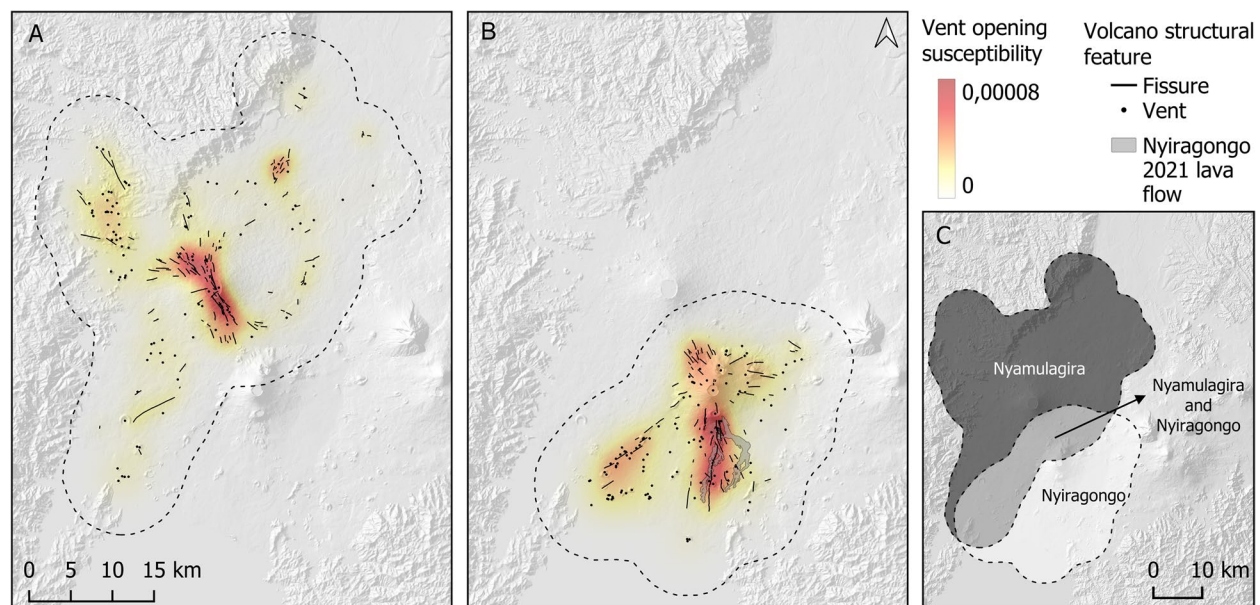 A
0 5 10 15 km
B
Vent opening
susceptibility
0,00008
0
Volcano structural
feature
Fissure
Vent
Nyiragongo
2021 lava
flow
C
Nyamulagira
Nyamulagira
and
Nyiragongo
Nyiragongo
0 10 km